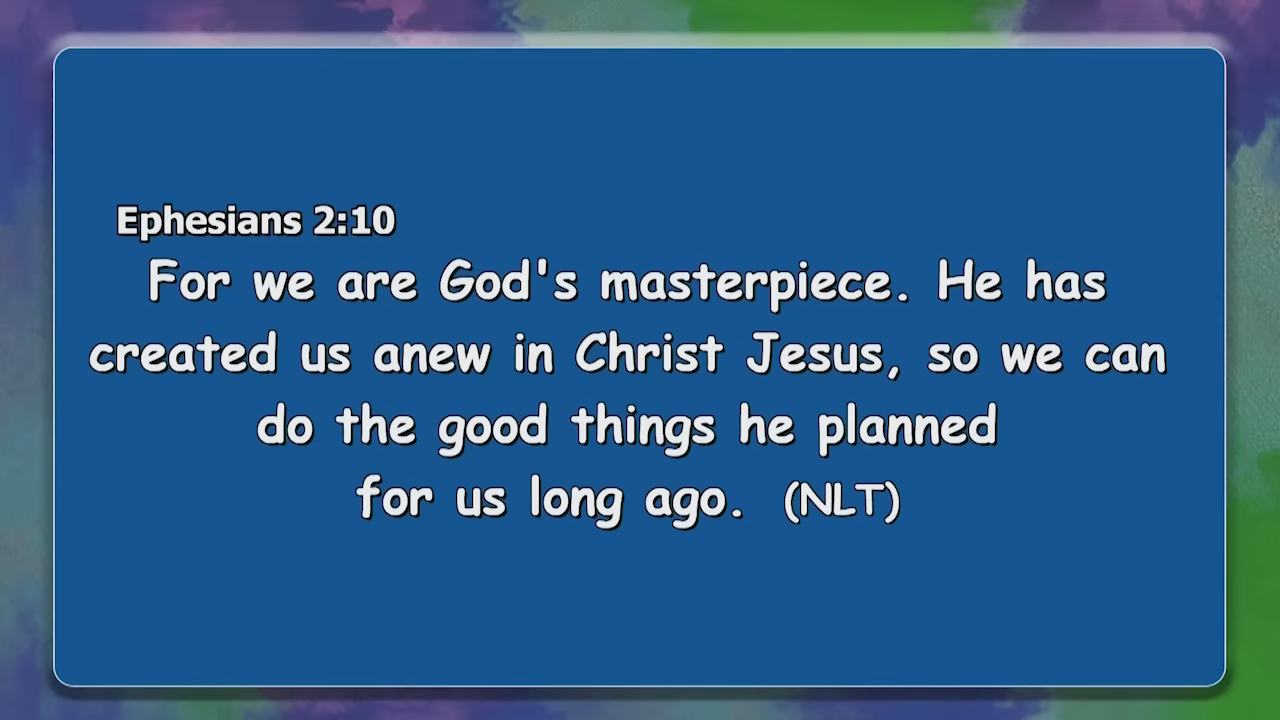 Ephesians 2:10
For we are God's masterpiece. He has
created us anew in Christ Jesus, so we can
do the good things he planned
for us long ago. (NLT)